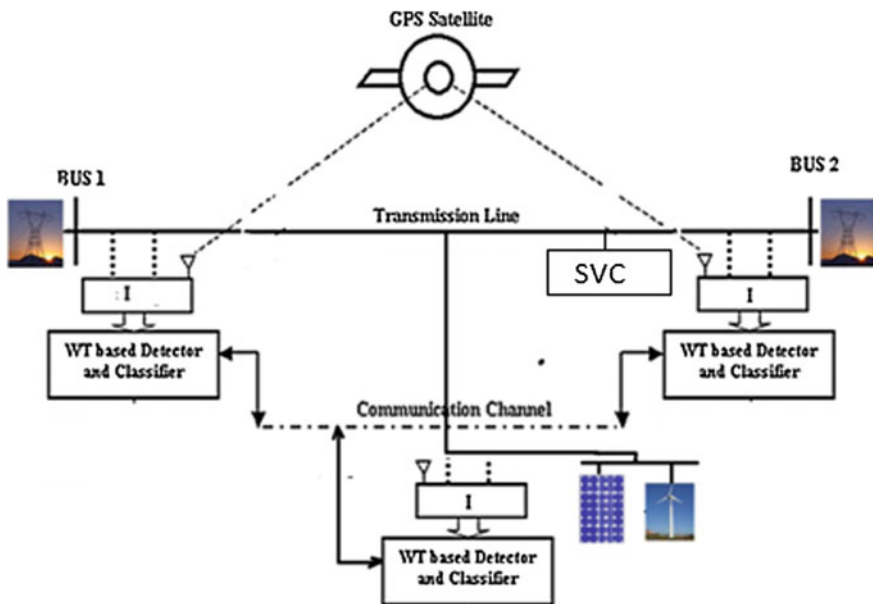 GPS Satellite
BUS 1
BUS 2
Transmission Line
SVC
I
I
WT based Detector
and Classifier
WT based Detector
and Classifier
Communication Channel
I
WT based Detector
and Classifier